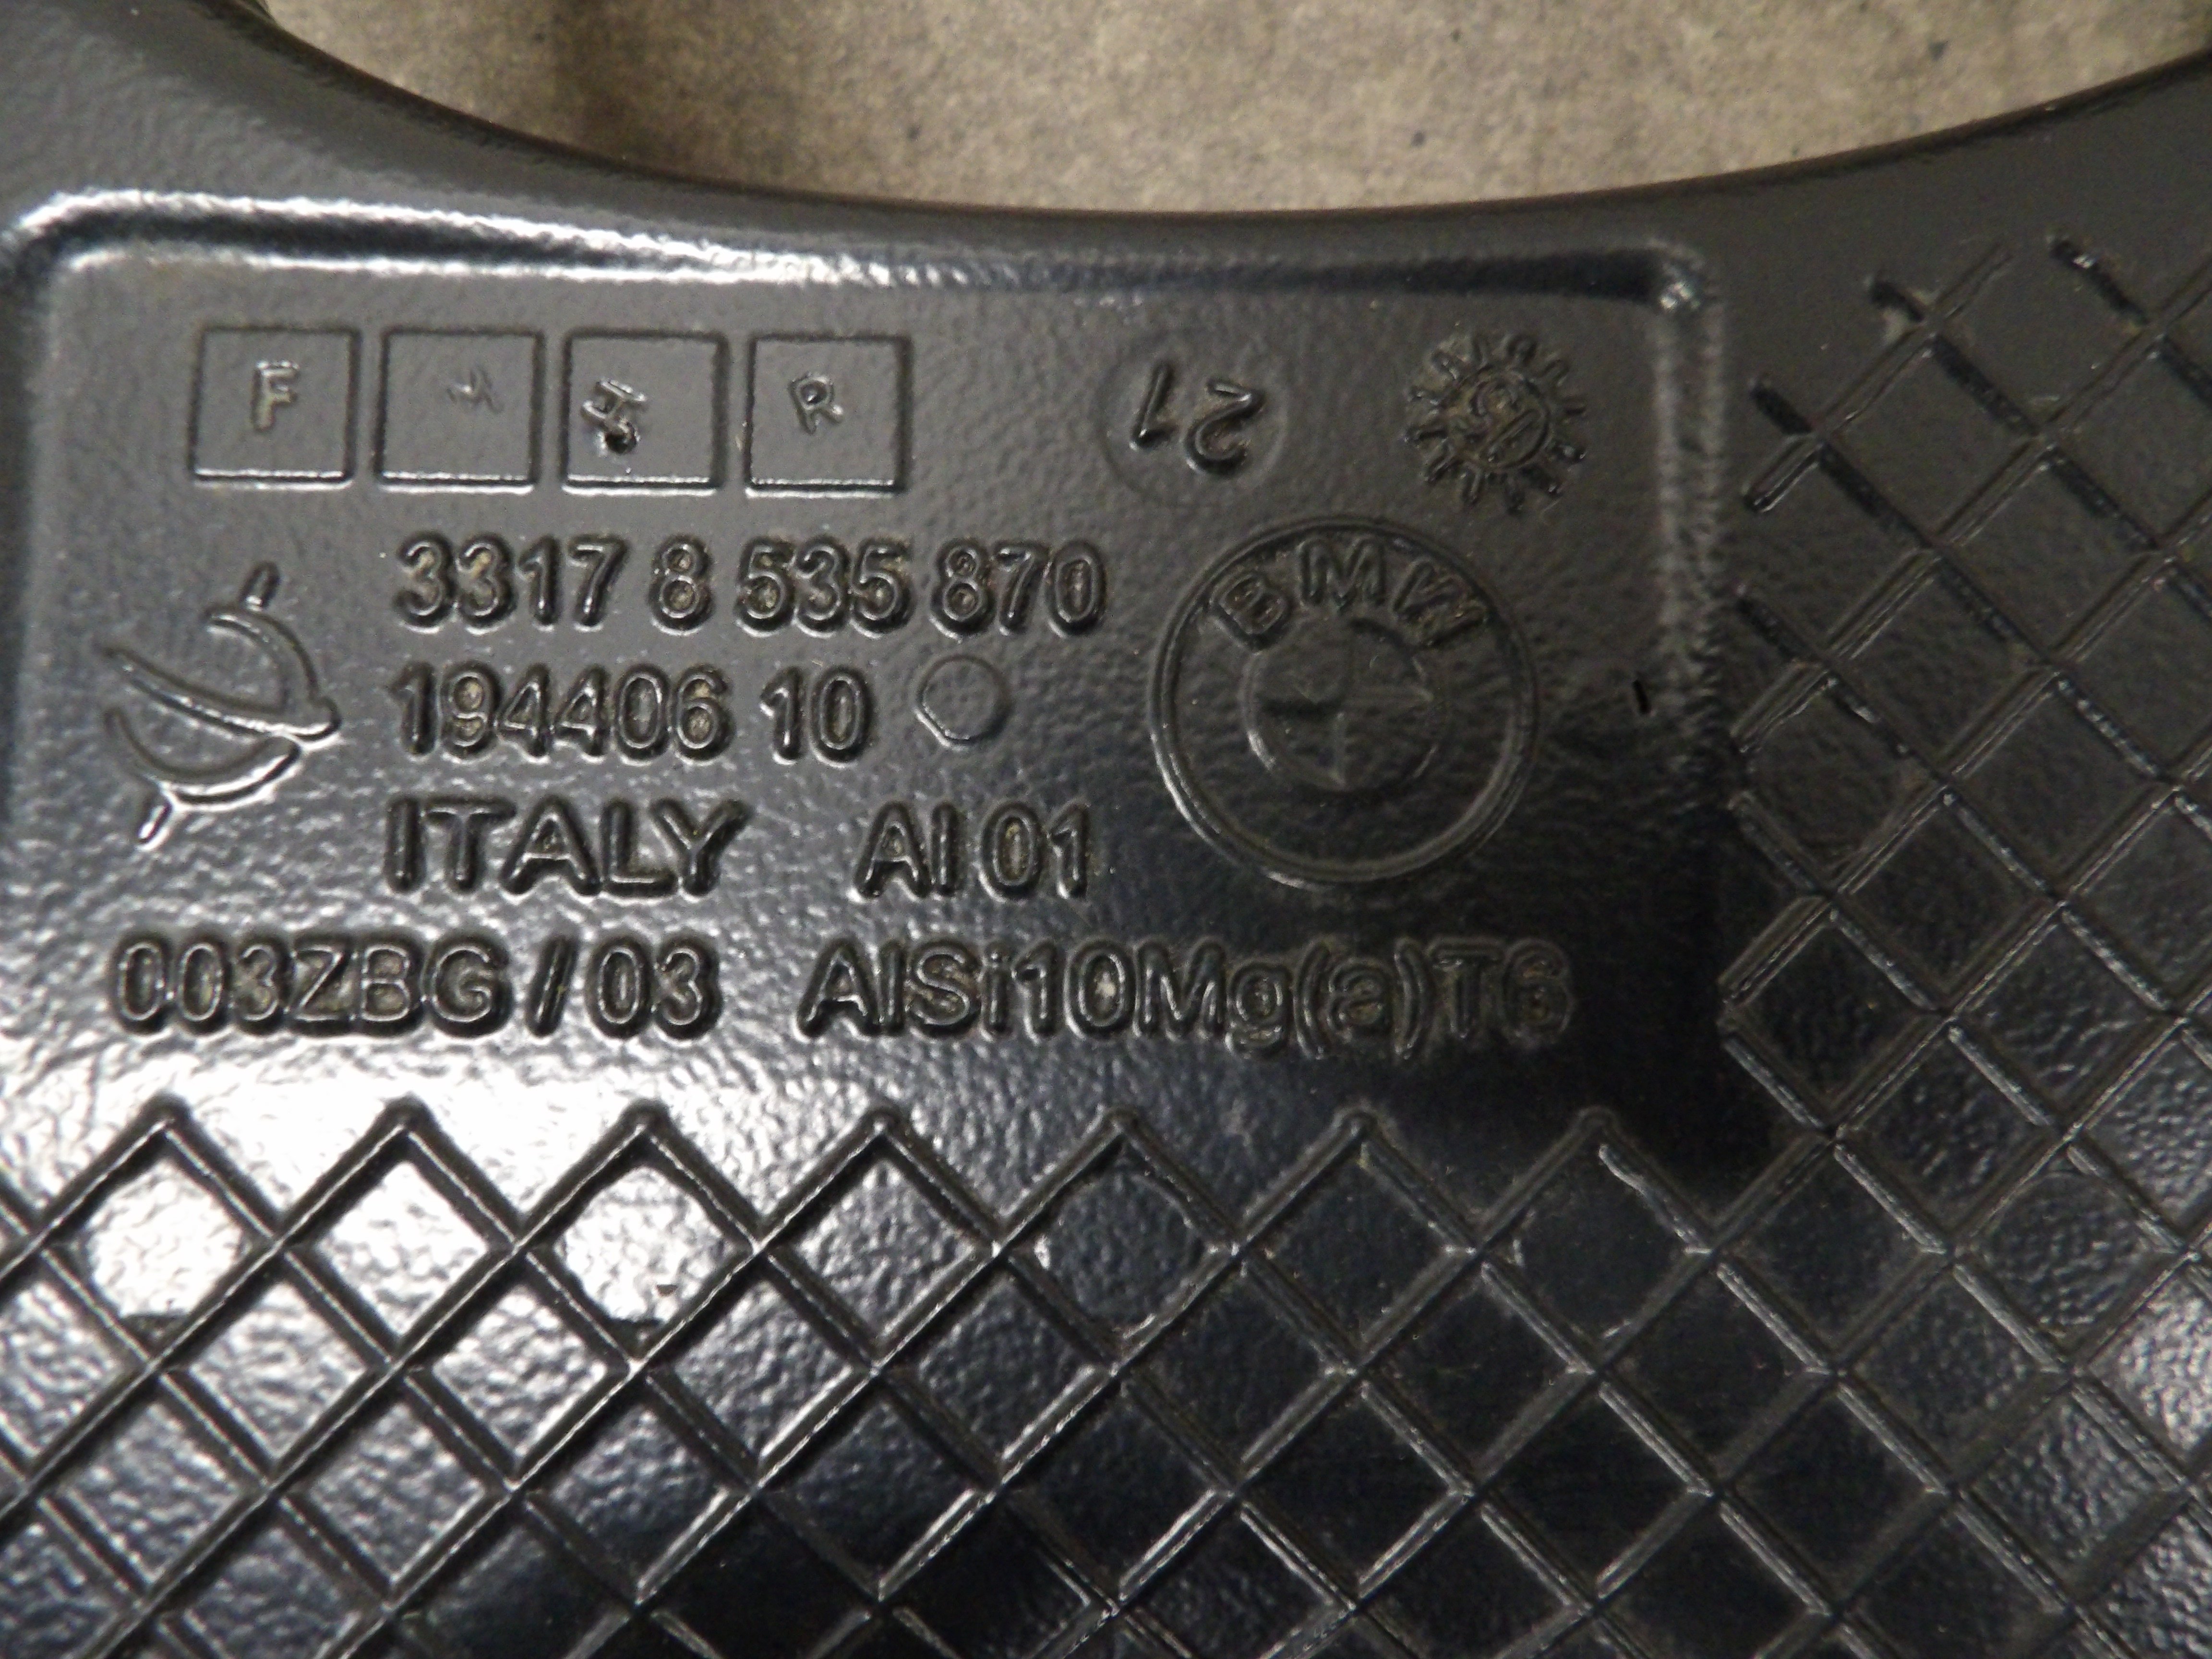 F R 21
3317 8 535 870
BMW
194406 10
ITALY AI 01
003ZBG / 03 AlSi10Mg(a)T6